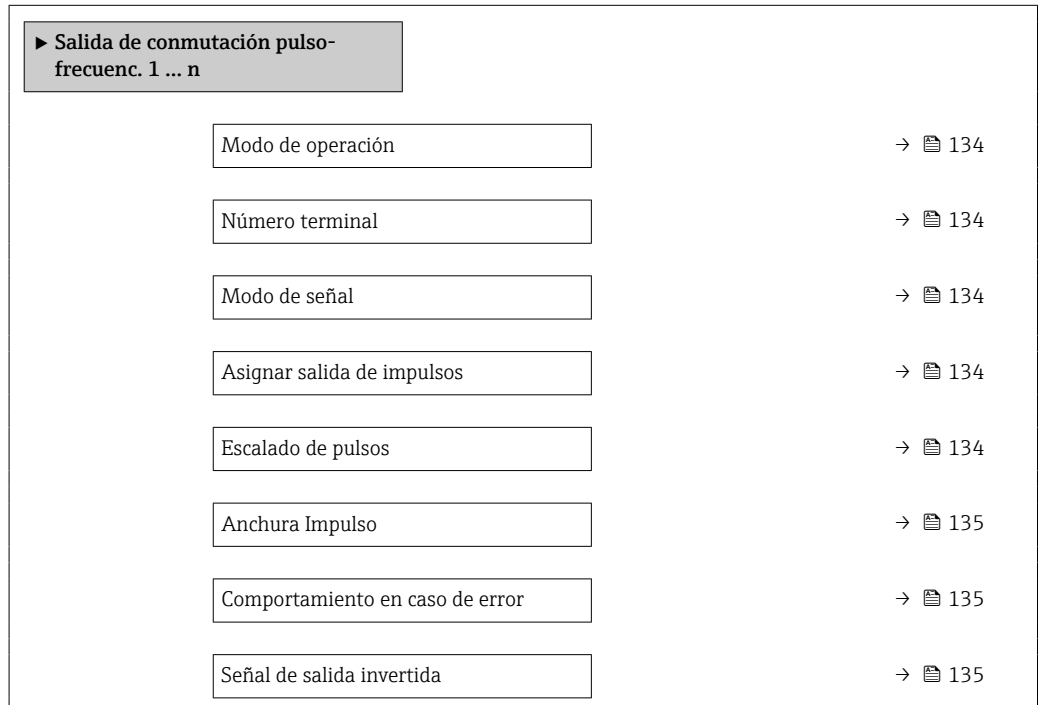 ▶ Salida de conmutación pulso-
frecuenc. 1 ... n
Modo de operación → 134
Número terminal → 134
Modo de señal → 134
Asignar salida de impulsos → 134
Escalado de pulsos → 134
Anchura Impulso → 135
Comportamiento en caso de error → 135
Señal de salida invertida → 135